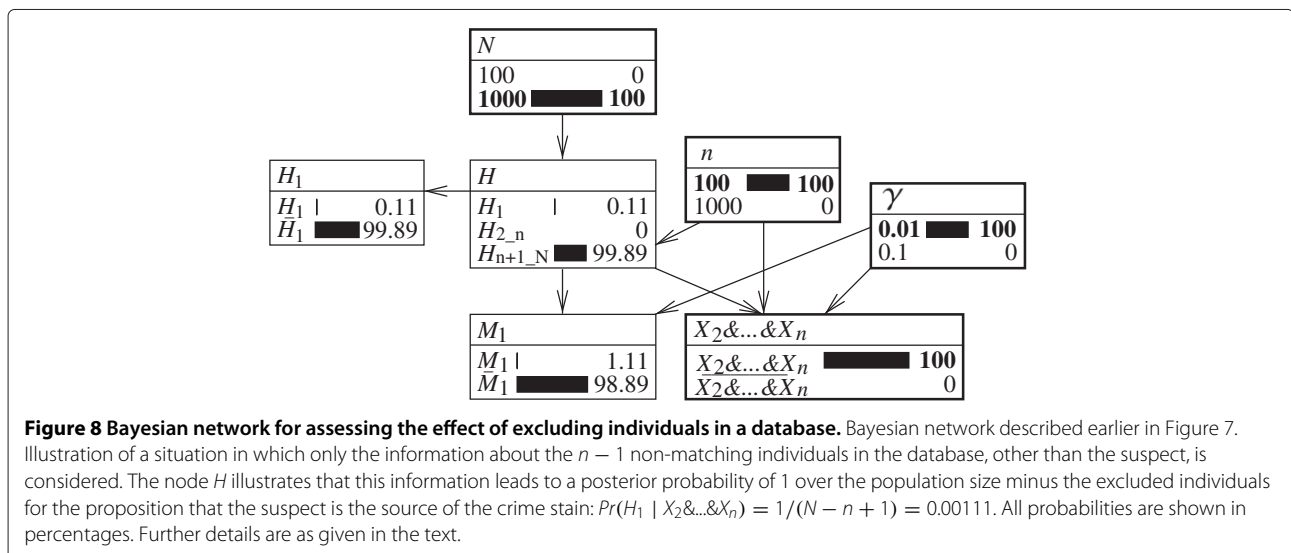 N
100 0
1000 100
H₁
H₁ 0.11
H̄₁ 99.89
H
H₁ 0.11
H₂_n 0
Hₙ₊₁_N 99.89
n
100 100
1000 0
γ
0.01 100
0.1 0
M₁
M₁ 1.11
M̄₁ 98.89
X₂&...&Xₙ
X₂&...&Xₙ 100
X̅₂̅&̅.̅.̅.̅&̅X̅ₙ̅ 0
Figure 8 Bayesian network for assessing the effect of excluding individuals in a database. Bayesian network described earlier in Figure 7.
Illustration of a situation in which only the information about the n − 1 non-matching individuals in the database, other than the suspect, is
considered. The node H illustrates that this information leads to a posterior probability of 1 over the population size minus the excluded individuals
for the proposition that the suspect is the source of the crime stain: Pr(H₁ | X₂&...&Xₙ) = 1/(N − n + 1) = 0.00111. All probabilities are shown in
percentages. Further details are as given in the text.